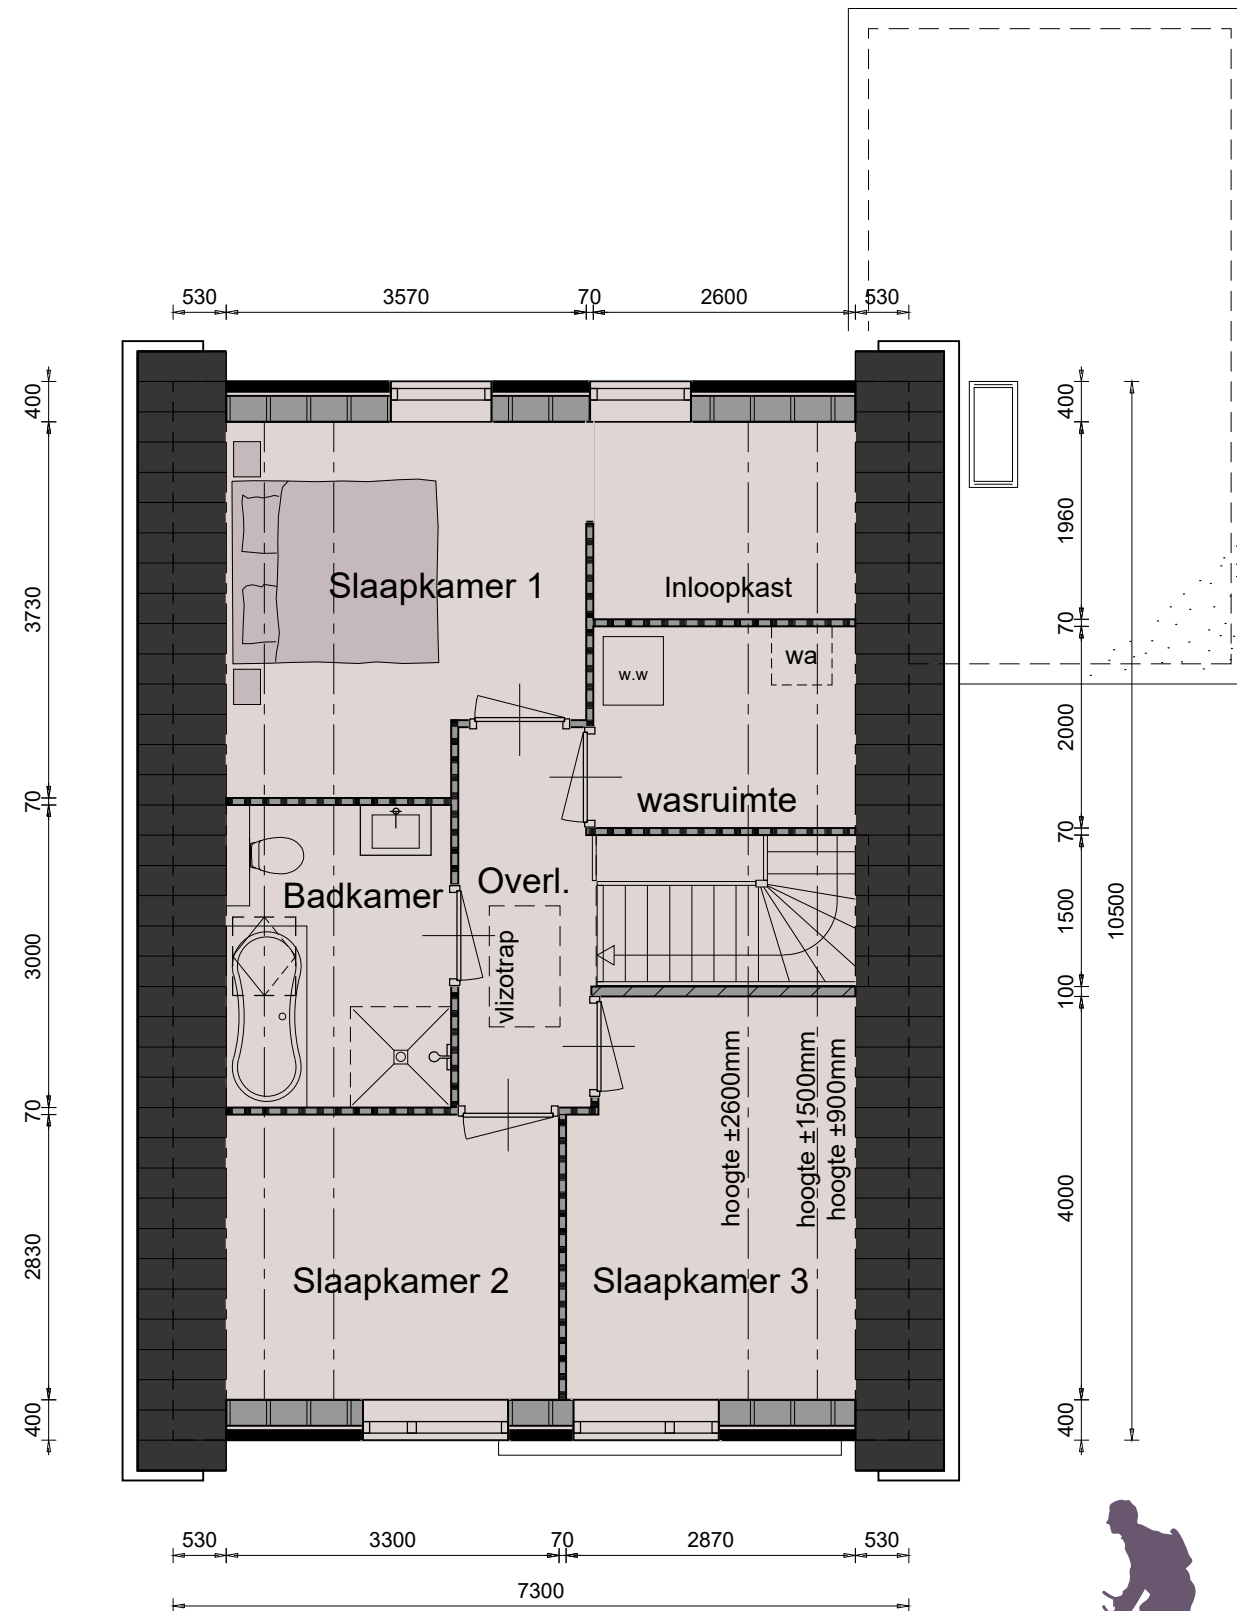 530 3570 70 2600 530
400
3730
70
3000
70
2830
400
400
1960
70
2000
70
1500
100
4000
400
10500
Slaapkamer 1
Inloopkast
w.w
wa
wasruimte
Badkamer
Overl.
vlizotrap
hoogte ±2600mm
hoogte ±1500mm
hoogte ±900mm
Slaapkamer 2
Slaapkamer 3
530 3300 70 2870 530
7300